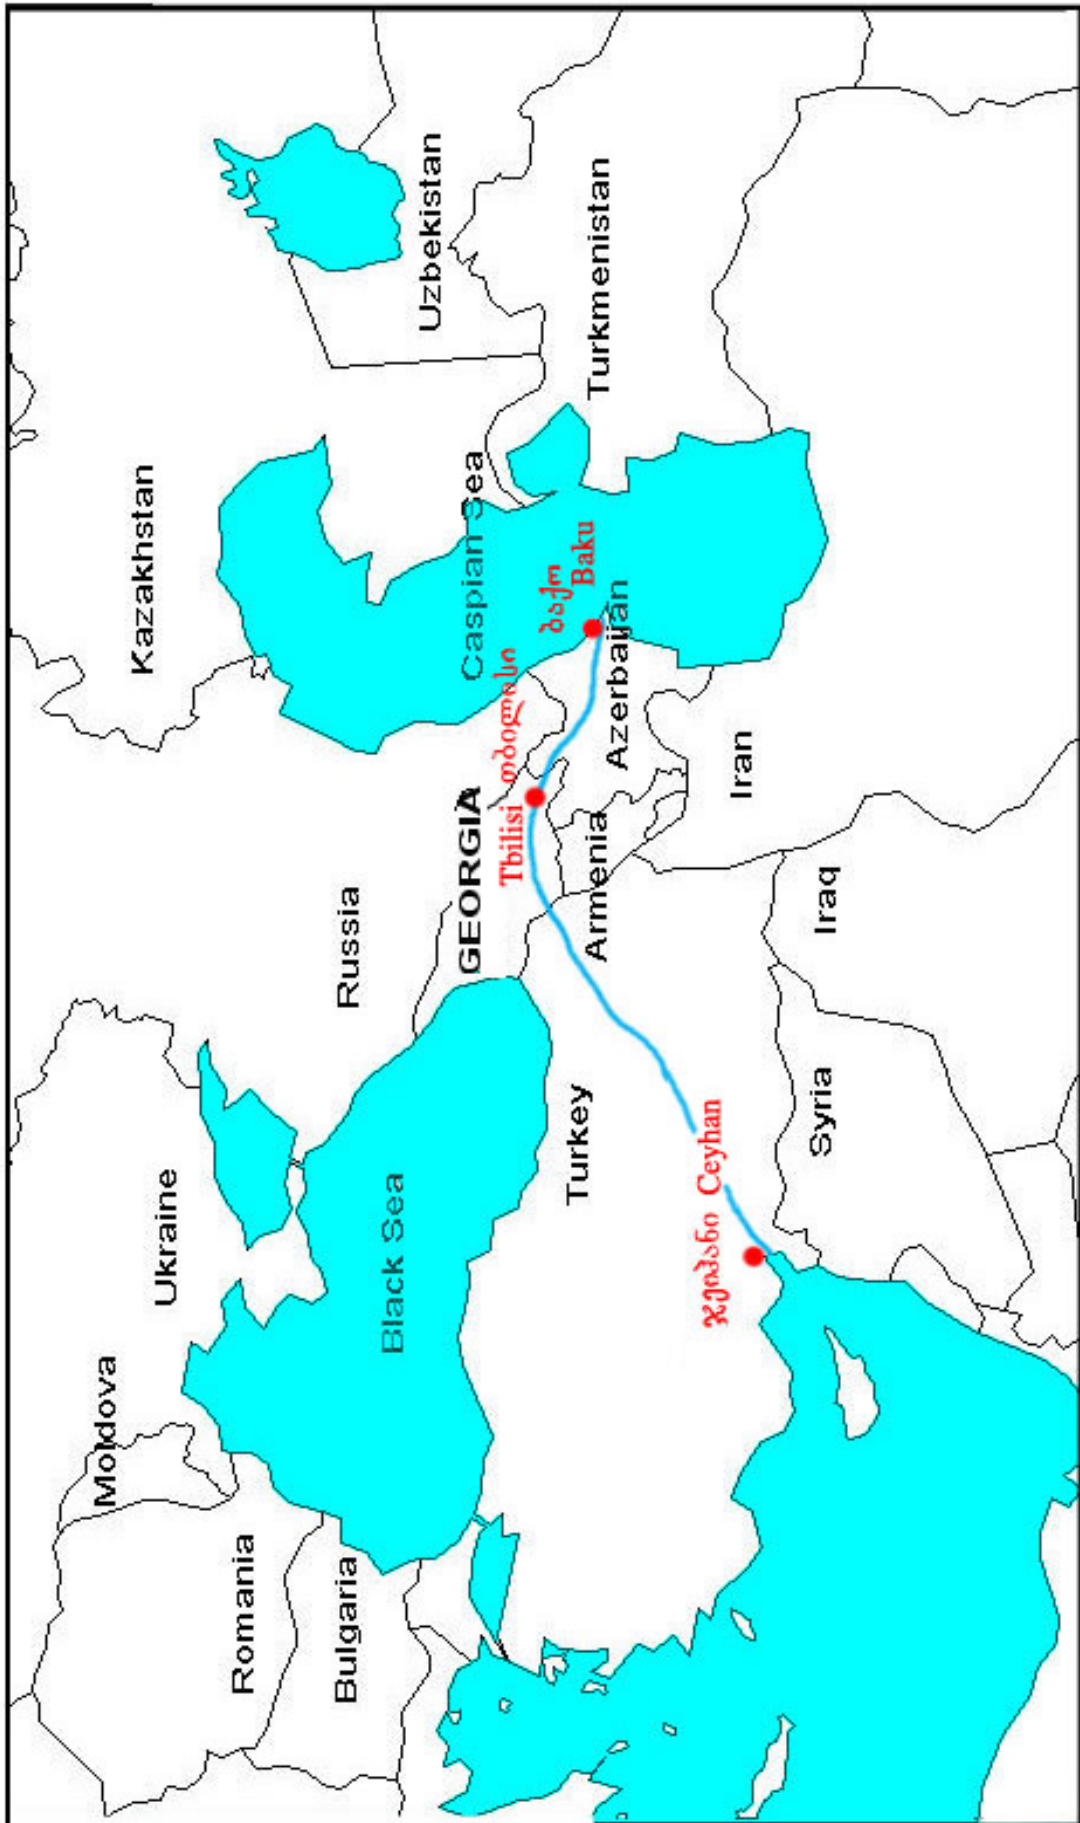 Kazakhstan
Uzbekistan
Turkmenistan
Caspian Sea
ბაქო
Baku
Azerbaijan
თბილისი
Tbilisi
GEORGIA
Armenia
Iran
Iraq
Russia
Syria
Turkey
Ceyhan
ჯეიჰანი
Ukraine
Black Sea
Moldova
Romania
Bulgaria